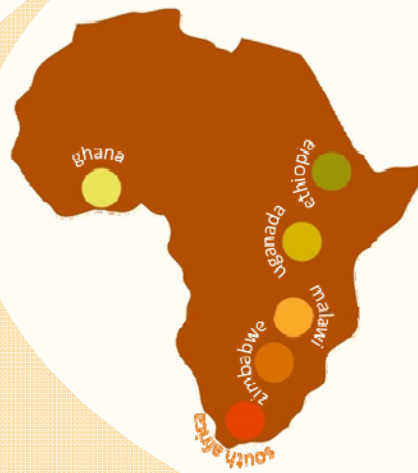 ghana
ethiopia
uganada
malawi
zimbabwe
south africa